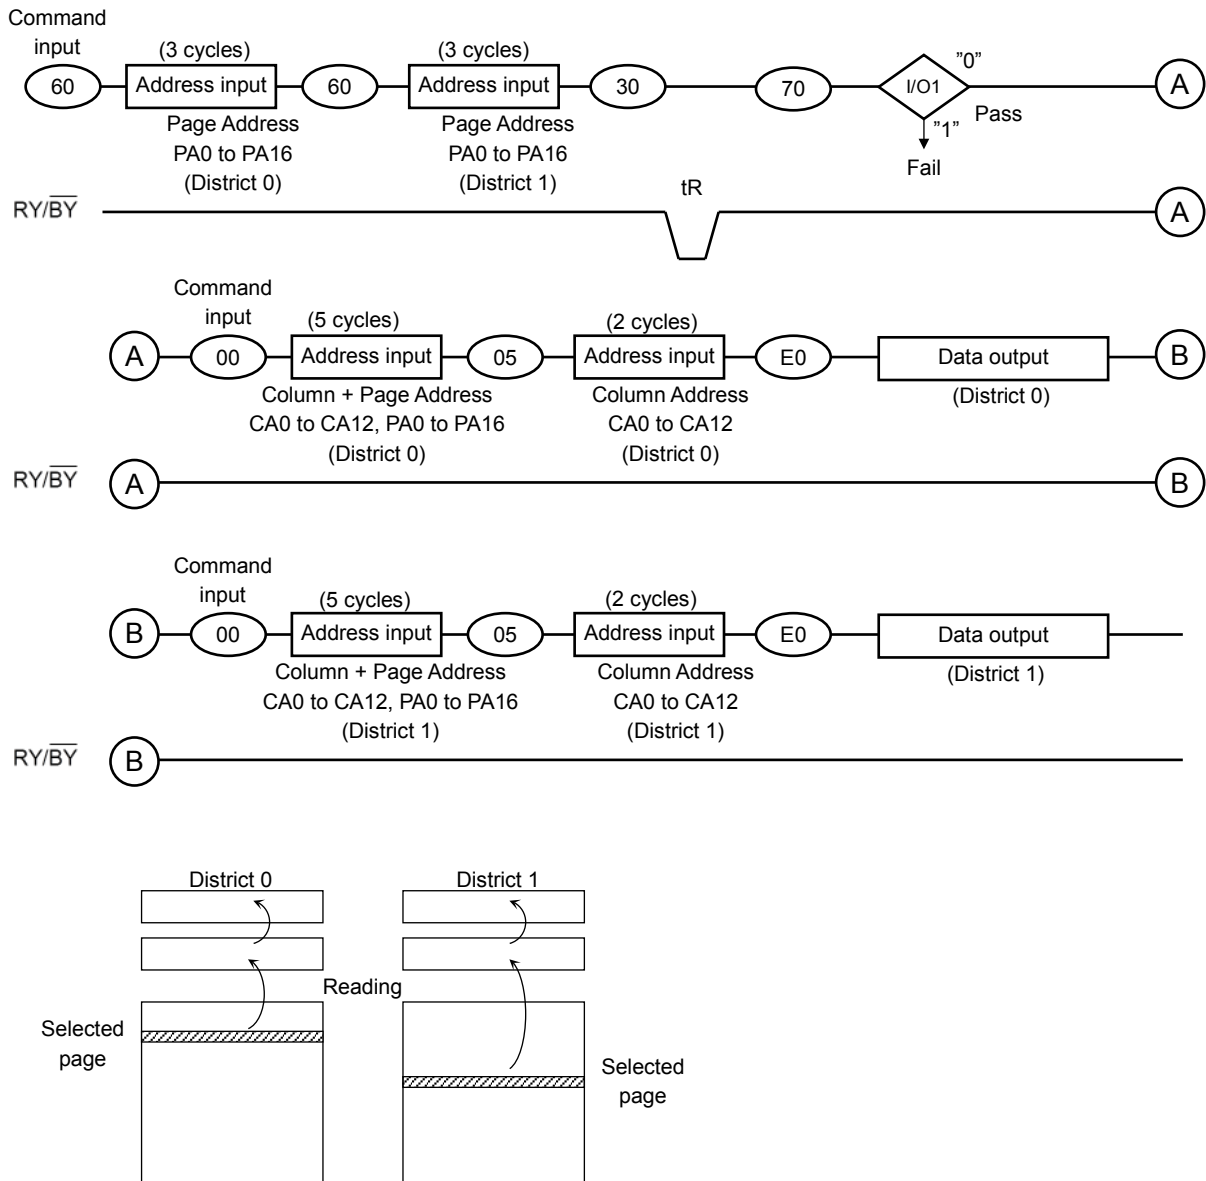 Command
input
(3 cycles)
(3 cycles)
"0"
60
Address input
60
Address input
30
70
I/O1
A
Page Address
PA0 to PA16
(District 0)
Page Address
PA0 to PA16
(District 1)
Pass
"1"
Fail
tR
RY/BY
A
Command
input
(5 cycles)
(2 cycles)
A
00
Address input
05
Address input
E0
Data output
B
Column + Page Address
CA0 to CA12, PA0 to PA16
(District 0)
Column Address
CA0 to CA12
(District 0)
(District 0)
RY/BY
A
B
Command
input
(5 cycles)
(2 cycles)
B
00
Address input
05
Address input
E0
Data output
Column + Page Address
CA0 to CA12, PA0 to PA16
(District 1)
Column Address
CA0 to CA12
(District 1)
(District 1)
RY/BY
B
District 0
District 1
Reading
Selected
page
Selected
page